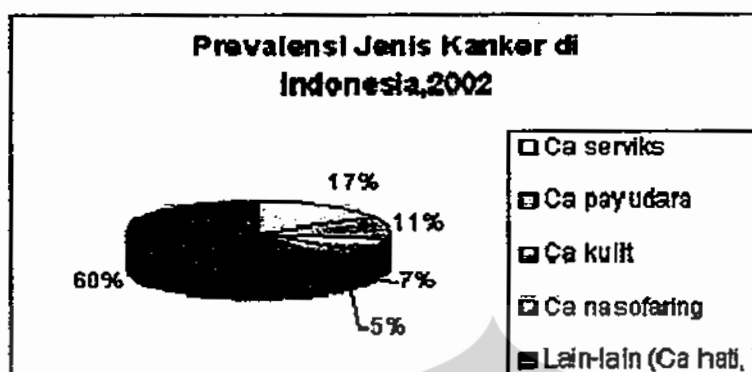 Prevalensi Jenis Kanker di
Indonesia,2002
17%
11%
7%
5%
60%
Ca serviks
Ca payudara
Ca kulit
Ca nasofaring
Lain-lain (Ca hati,